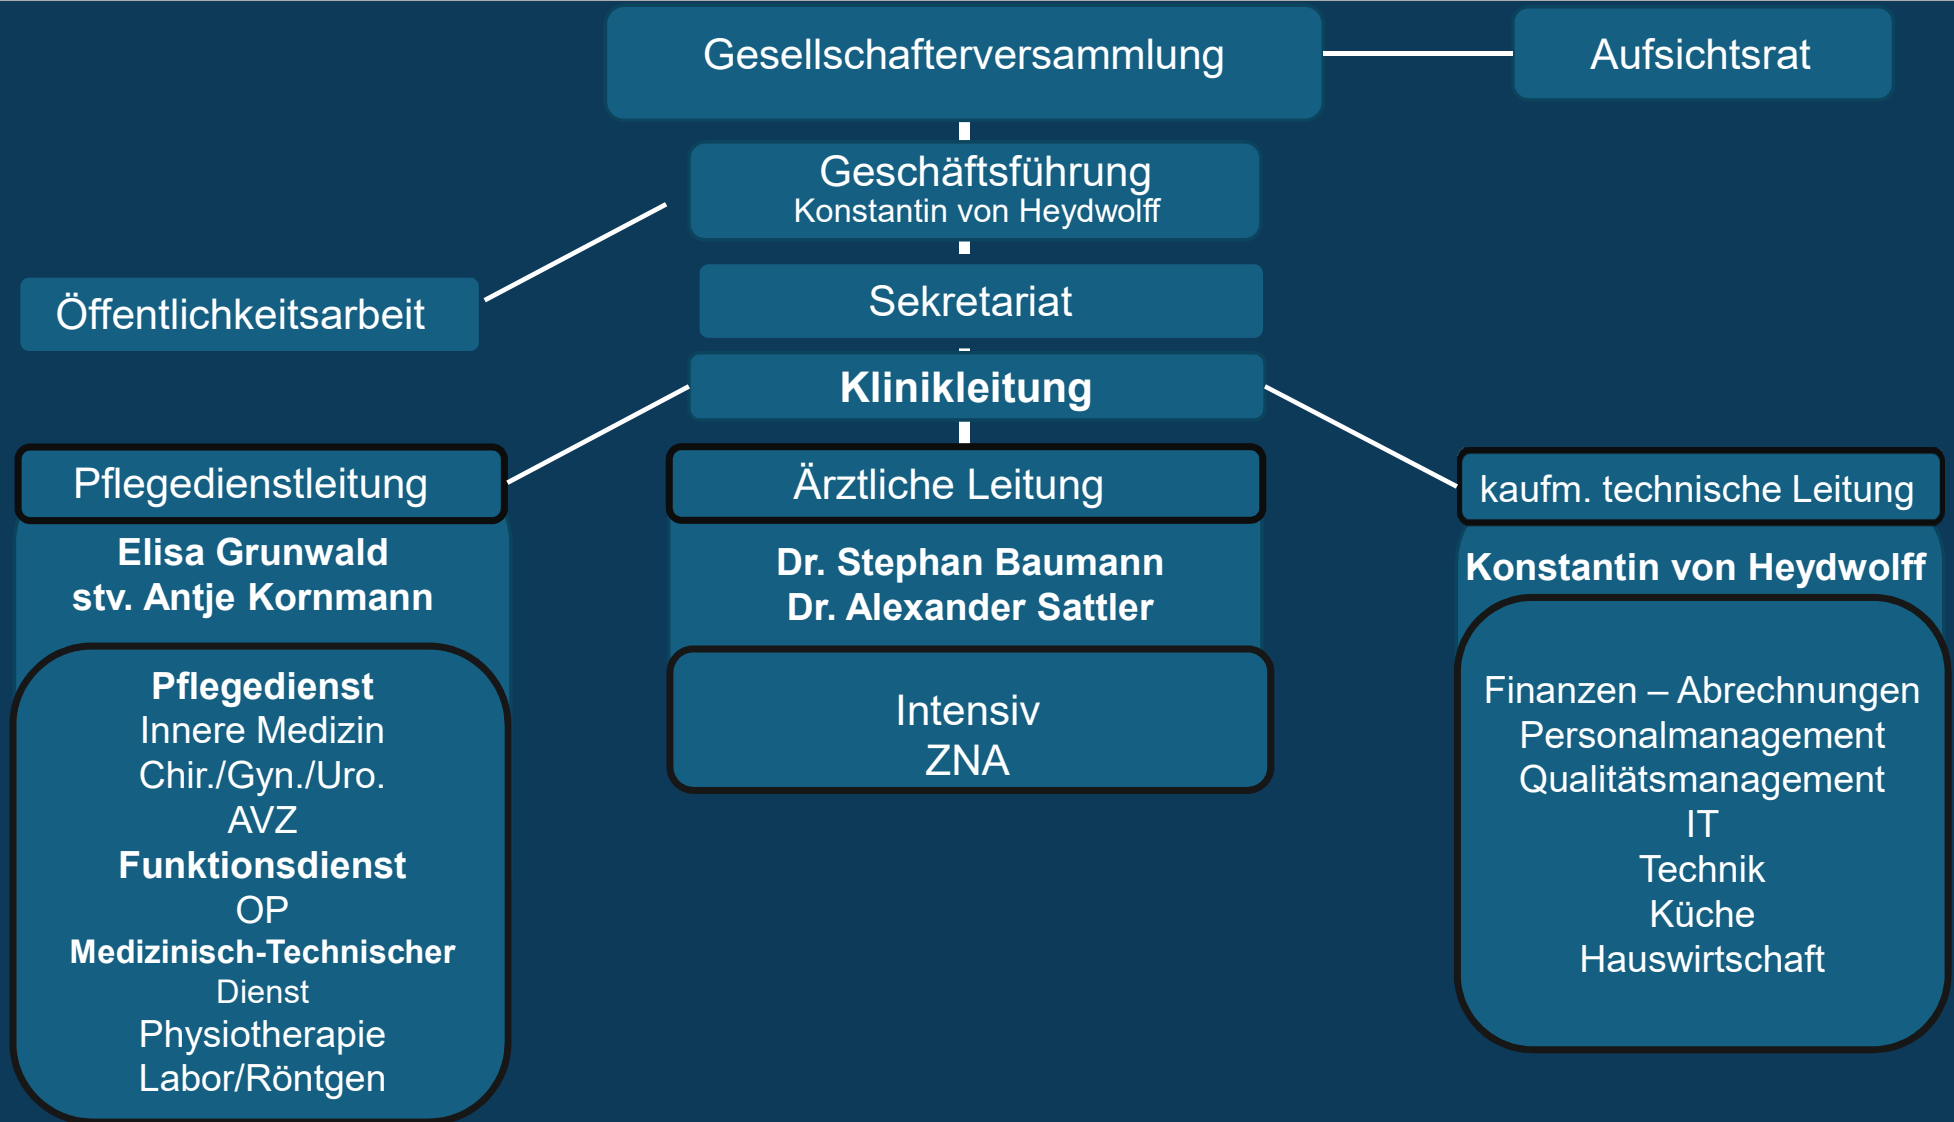 Gesellschafterversammlung
Aufsichtsrat
Geschäftsführung
Konstantin von Heydwolff
Öffentlichkeitsarbeit
Sekretariat
Klinikleitung
Pflegedienstleitung
Elisa Grunwald
stv. Antje Kornmann
Pflegedienst
Innere Medizin
Chir./Gyn./Uro.
AVZ
Funktionsdienst
OP
Medizinisch-Technischer
Dienst
Physiotherapie
Labor/Röntgen
Ärztliche Leitung
Dr. Stephan Baumann
Dr. Alexander Sattler
Intensiv
ZNA
kaufm. technische Leitung
Konstantin von Heydwolff
Finanzen – Abrechnungen
Personalmanagement
Qualitätsmanagement
IT
Technik
Küche
Hauswirtschaft